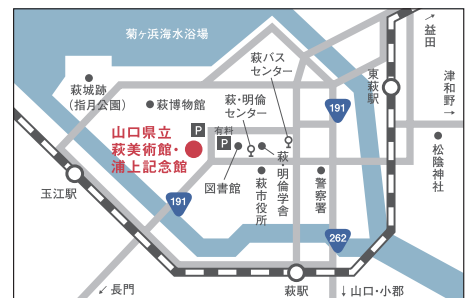 菊ヶ浜海水浴場
↗益田
萩城跡
（指月公園）
萩バス
センター
東萩駅
津和野→
萩博物館
萩・明倫
センター
191
山口県立
萩美術館・
浦上記念館
P
有料
P
図書館
萩市役所
萩・明倫学舎
警察署
松陰神社
玉江駅
191
262
↙長門
萩駅
↓山口・小郡